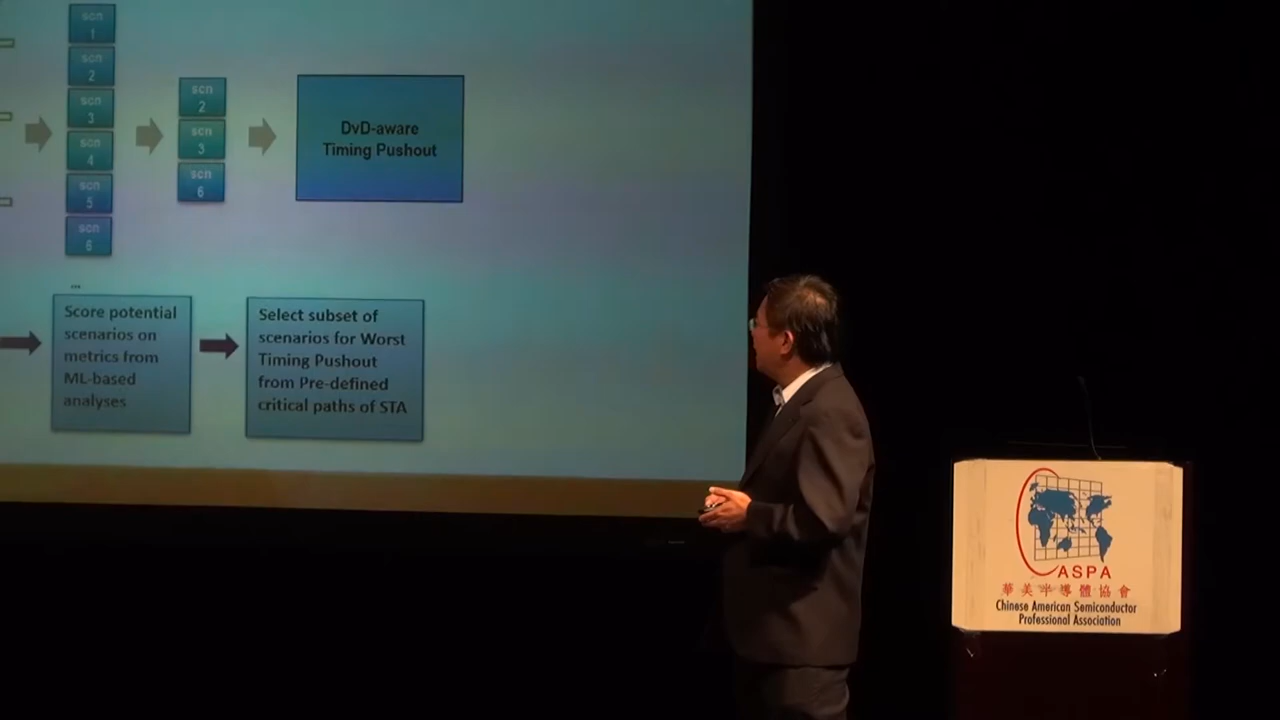 scn
1
scn
2
scn
3
scn
4
scn
5
scn
6
...
scn
2
scn
3
scn
6
DvD-aware
Timing Pushout
Score potential
scenarios on
metrics from
ML-based
analyses
Select subset of
scenarios for Worst
Timing Pushout
from Pre-defined
critical paths of STA
CASPA
華美半導體協會
Chinese American Semiconductor
Professional Association